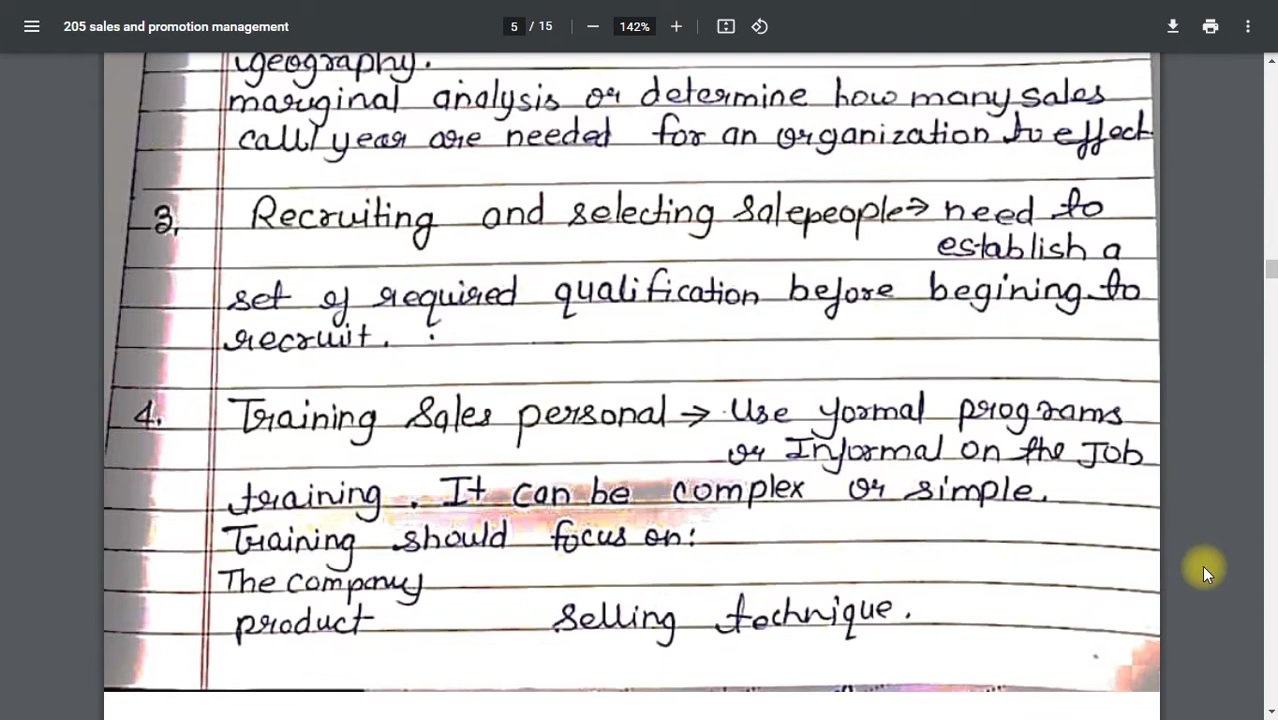 205 sales and promotion management
5 / 15
142%
geography.
marginal analysis or determine how many sales
call/year are needed for an organization to effect
3. Recruiting and selecting Salepeople → need to
establish a
set of required qualification before begining to
recruit.
4. Training Sales personal → Use formal programs
or Informal on the Job
training. It can be complex or simple.
Training should focus on:
The company
product selling technique.